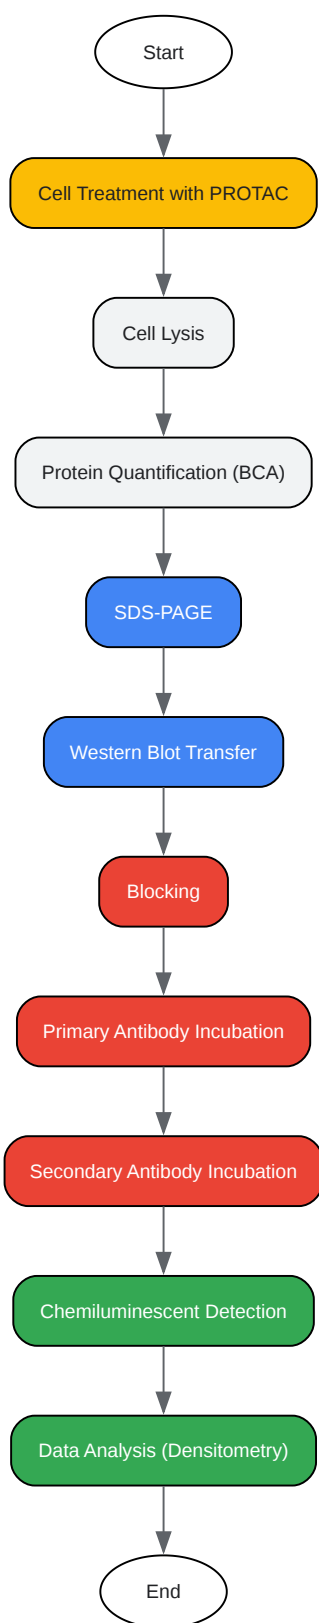 Start
Cell Treatment with PROTAC
Cell Lysis
Protein Quantification (BCA)
SDS-PAGE
Western Blot Transfer
Blocking
Primary Antibody Incubation
Secondary Antibody Incubation
Chemiluminescent Detection
Data Analysis (Densitometry)
End